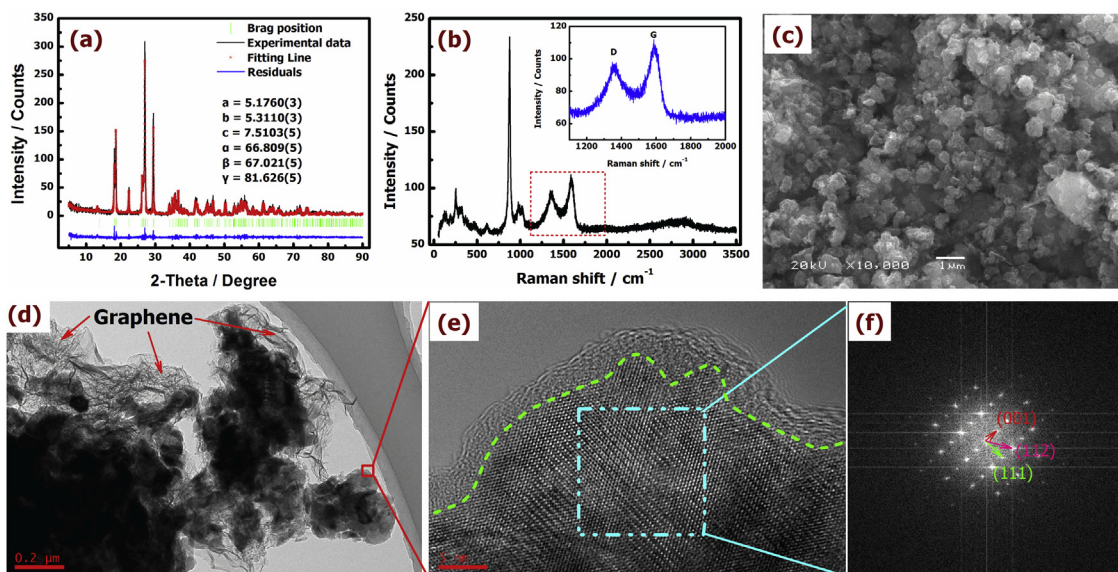 (a)
Brag position
Experimental data
Fitting Line
Residuals
a = 5.1760(3)
b = 5.3110(3)
c = 7.5103(5)
α = 66.809(5)
β = 67.021(5)
γ = 81.626(5)
Intensity / Counts
300
250
200
150
100
50
0
0 10 20 30 40 50 60 70 80 90
2-Theta / Degree
(b)
Intensity / Counts
250
200
150
100
50
0 500 1000 1500 2000 2500 3000 3500
Raman shift / cm-1
D
G
Intensity / Counts
120
100
80
60
1200 1400 1600 1800 2000
Raman shift / cm-1
(c)
20kV X10,000 1μm
(d)
Graphene
0.2 μm
(e)
(f)
(001)
(112)
(111)